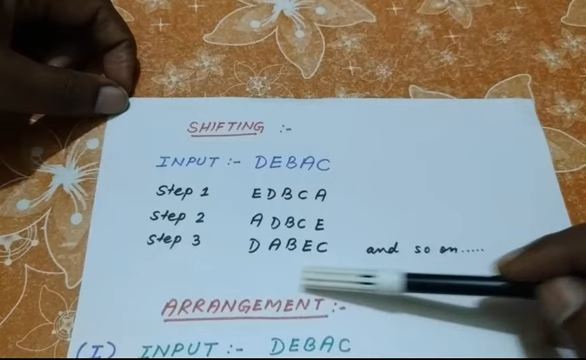 SHIFTING :-
INPUT :- DEBAC
Step 1 EDBCA
Step 2 ADBCE
Step 3 DABEC and so on.....
ARRANGEMENT :-
(I) INPUT :- DEBAC